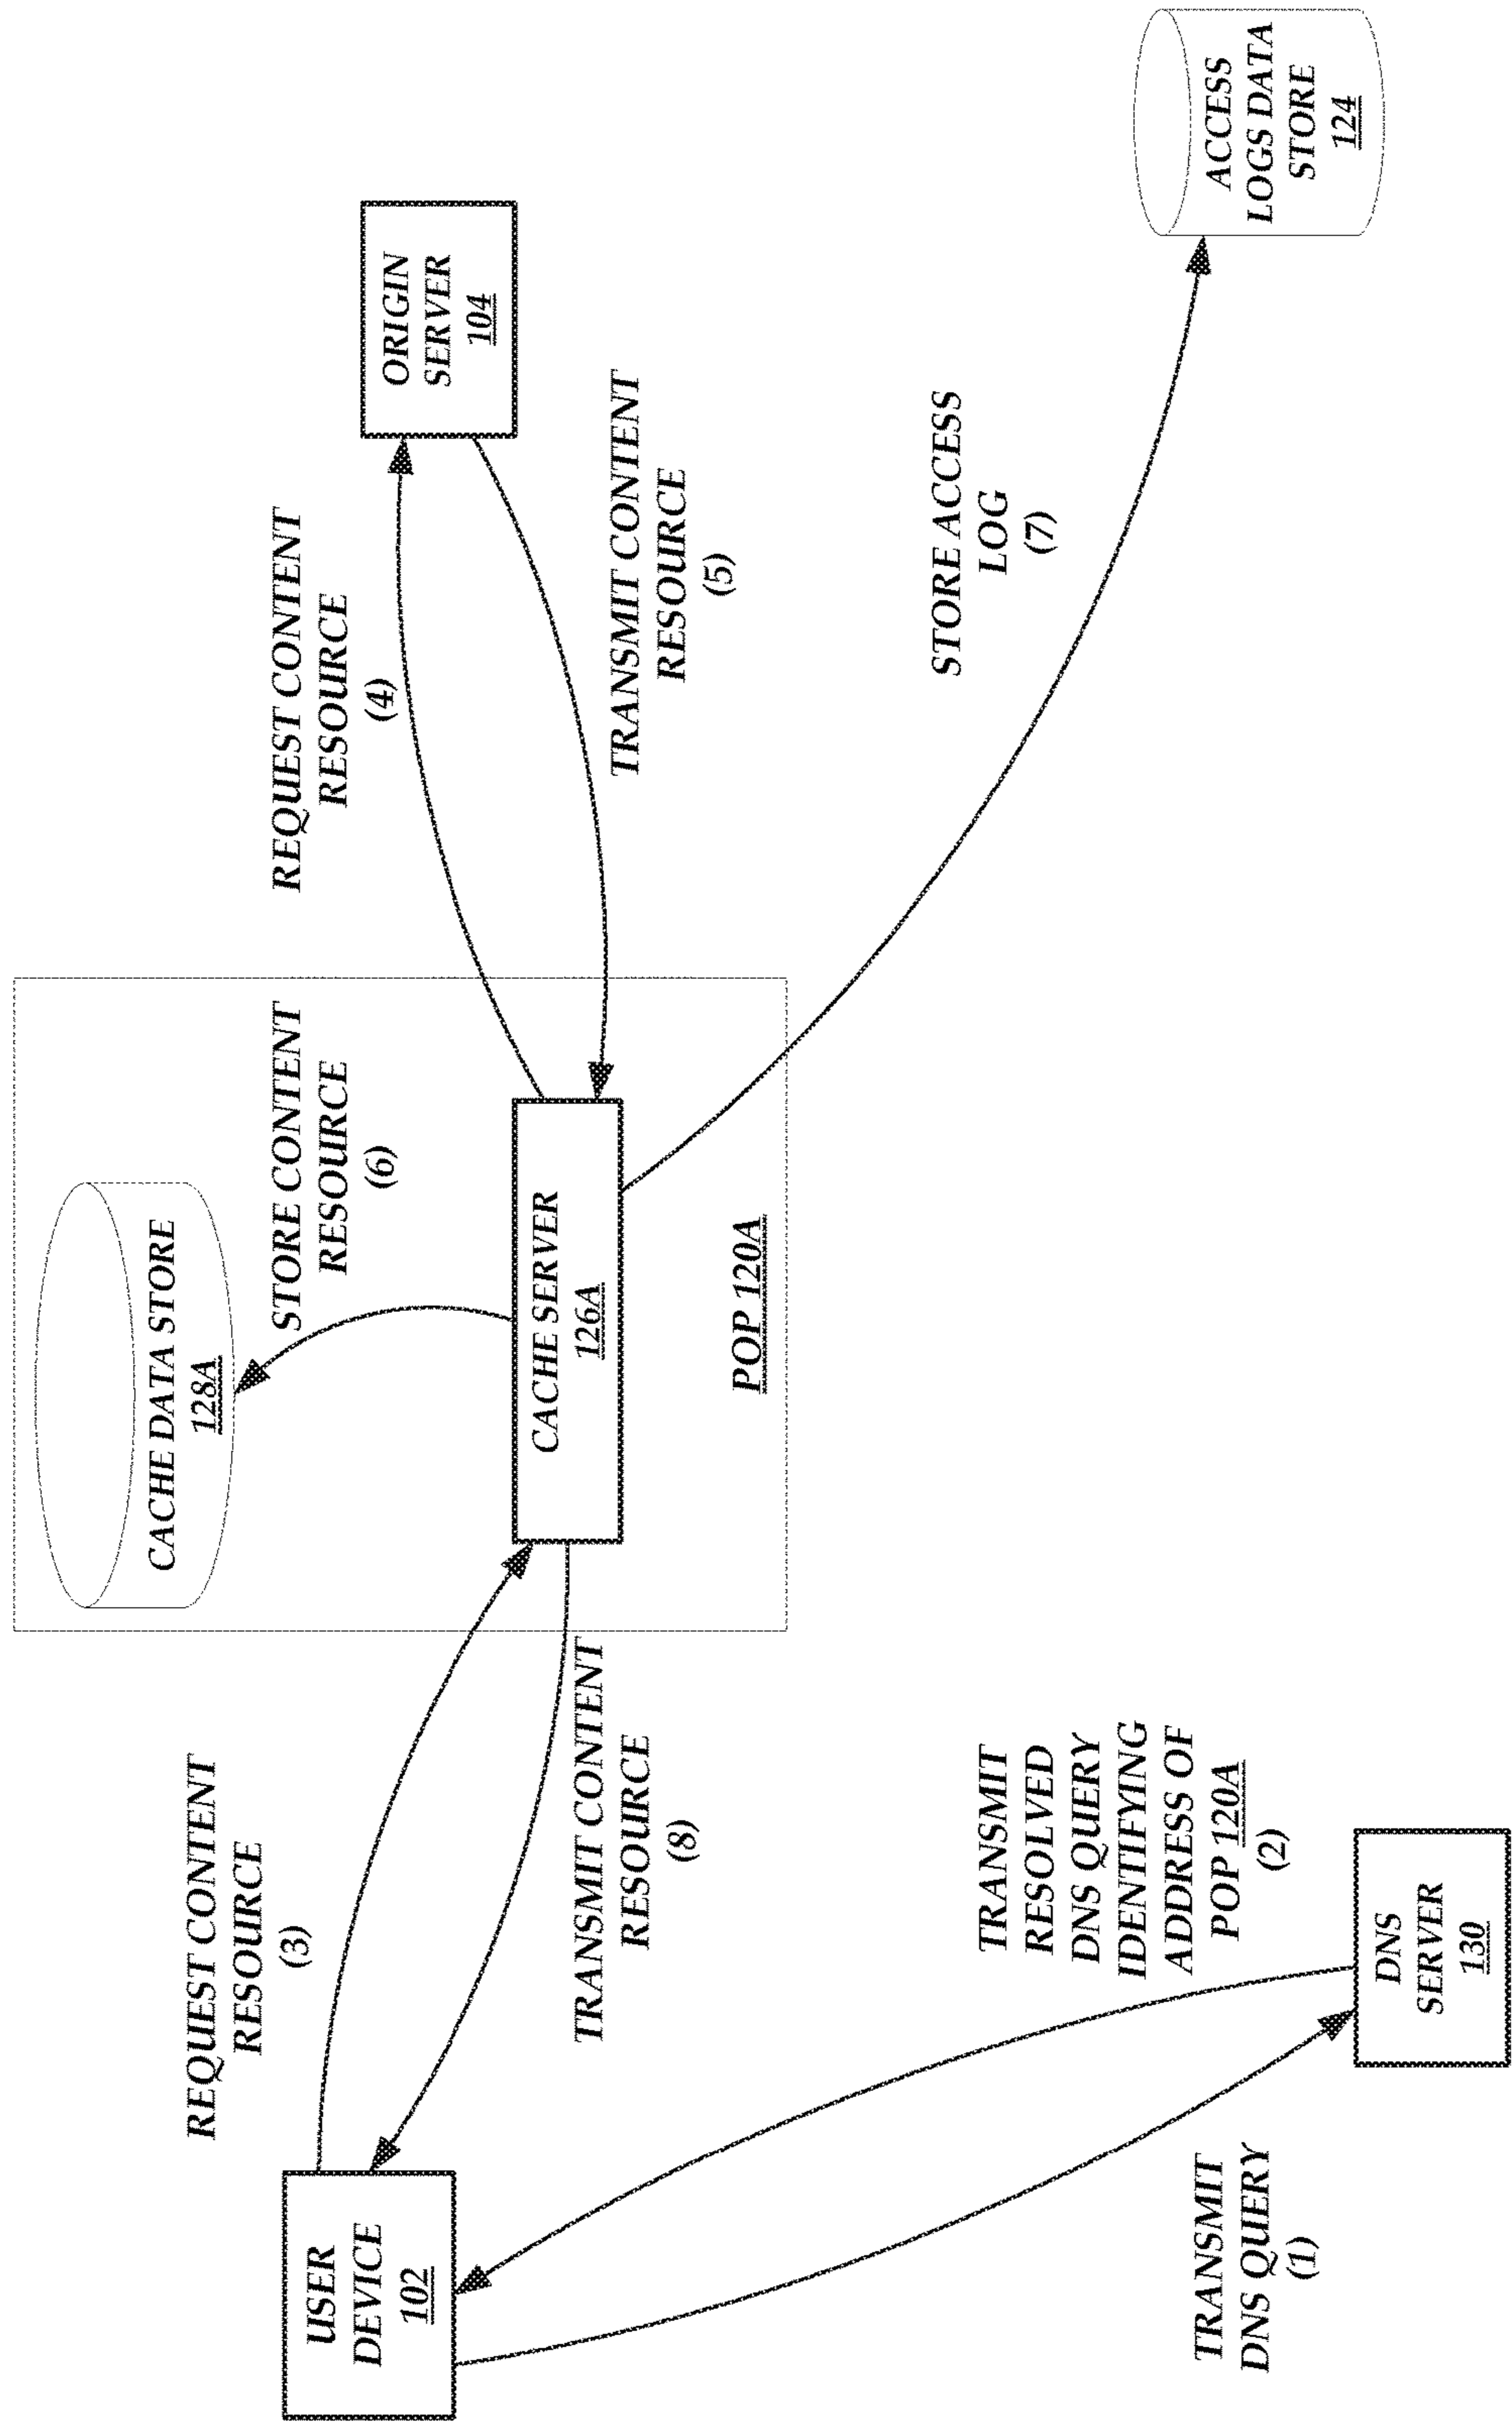 CACHE DATA STORE
128A
STORE CONTENT
RESOURCE
(6)
REQUEST CONTENT
RESOURCE
(3)
REQUEST CONTENT
RESOURCE
(4)
USER
DEVICE
102
CACHE SERVER
126A
ORIGIN
SERVER
104
TRANSMIT CONTENT
RESOURCE
(8)
TRANSMIT CONTENT
RESOURCE
(5)
POP 120A
TRANSMIT
RESOLVED
DNS QUERY
IDENTIFYING
ADDRESS OF
POP 120A
(2)
STORE ACCESS
LOG
(7)
TRANSMIT
DNS QUERY
(1)
DNS
SERVER
130
ACCESS
LOGS DATA
STORE
124